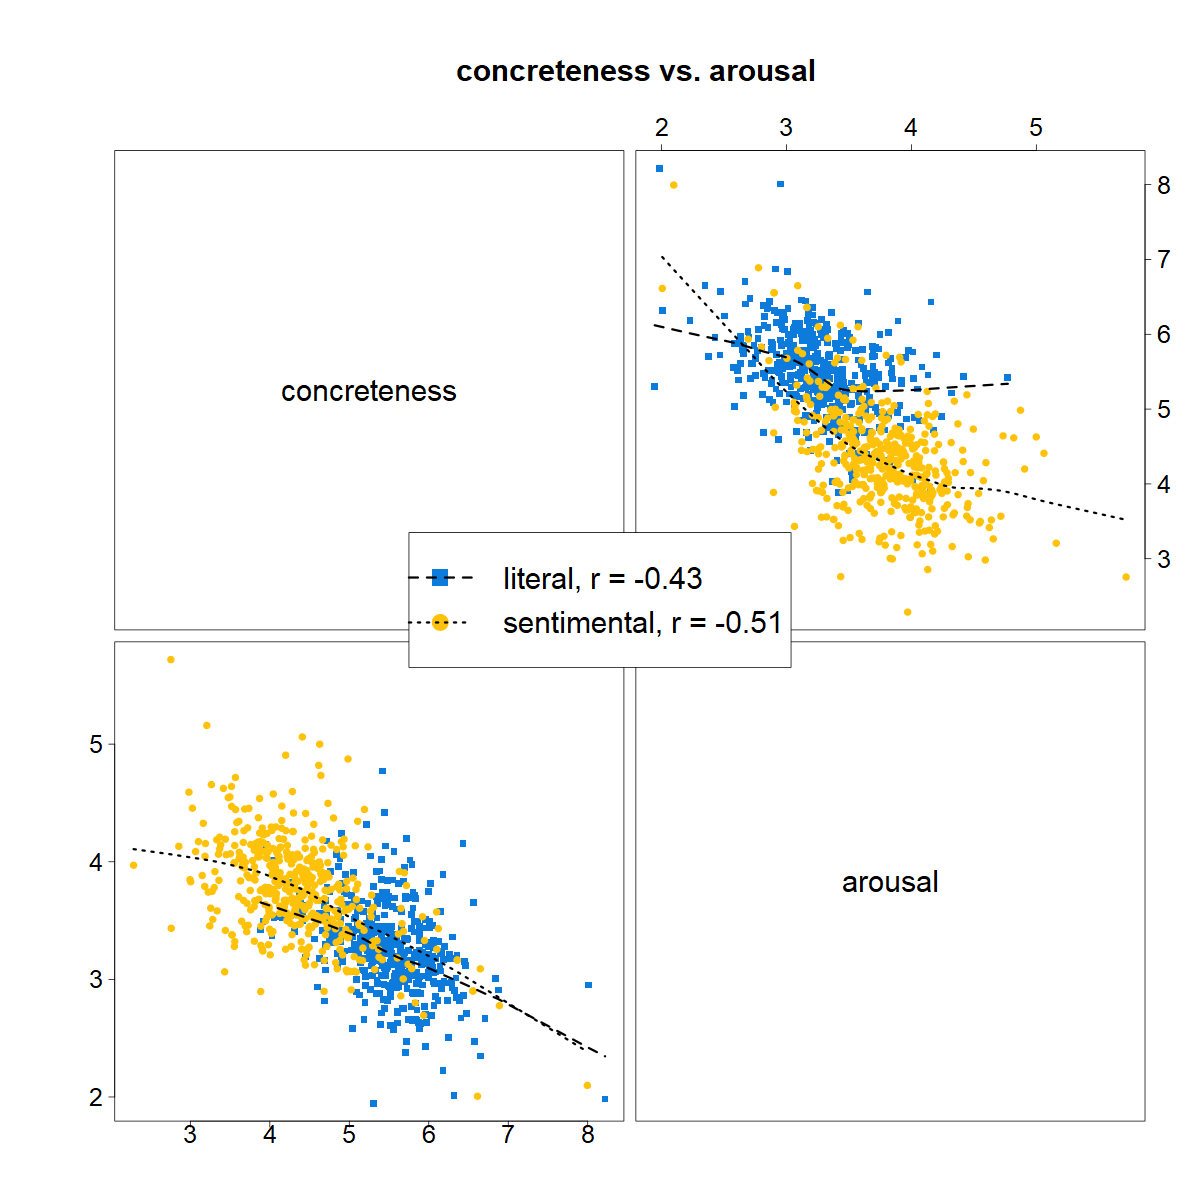 concreteness vs. arousal
2 3 4 5
concreteness
8
7
6
5
4
3
literal, r = -0.43
sentimental, r = -0.51
5
4
3
2
arousal
3 4 5 6 7 8